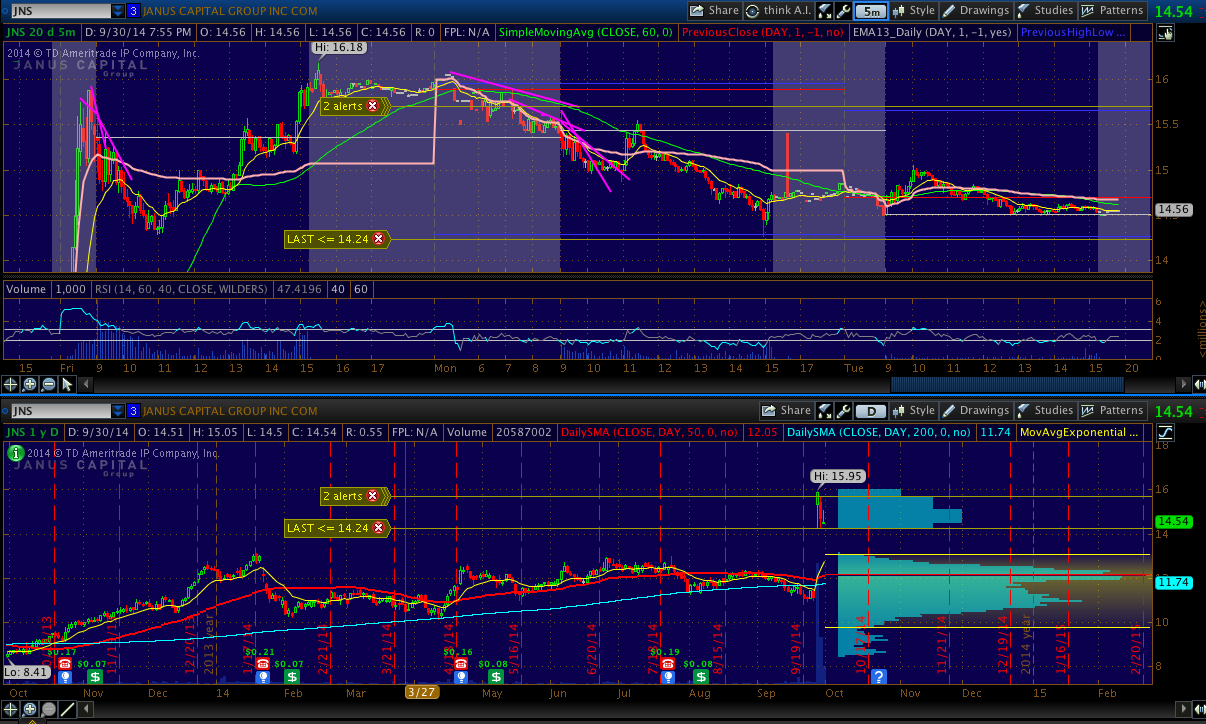 JNS 3 JANUS CAPITAL GROUP INC COM Share think A.I. 5m Style Drawings Studies Patterns 14.54
JNS 20 d 5m D: 9/30/14 7:55 PM O: 14.56 H: 14.56 L: 14.56 C: 14.56 R: 0 FPL: N/A SimpleMovingAvg (CLOSE, 60, 0) PreviousClose (DAY, 1, -1, no) EMA13_Daily (DAY, 1, -1, yes) PreviousHighLow ...
2014 © TD Ameritrade IP Company, Inc.
Hi: 16.18
JANUS CAPITAL
Group
16
2 alerts
15.5
15
14.56
LAST <= 14.24
14
Volume 1,000 RSI (14, 60, 40, CLOSE, WILDERS) 47.4196 40 60
6
4
2
0
<millions>
15 Fri 9 10 11 12 13 14 15 16 17 Mon 6 7 8 9 10 11 12 13 14 15 16 17 Tue 9 10 11 12 13 14 15 20
JNS 3 JANUS CAPITAL GROUP INC COM Share D Style Drawings Studies Patterns 14.54
JNS 1 y D D: 9/30/14 O: 14.51 H: 15.05 L: 14.5 C: 14.54 R: 0.55 FPL: N/A Volume 20587002 DailySMA (CLOSE, DAY, 50, 0, no) 12.05 DailySMA (CLOSE, DAY, 200, 0, no) 11.74 MovAvgExponential ...
18
2014 © TD Ameritrade IP Company, Inc.
JANUS CAPITAL
Group
Hi: 15.95
16
2 alerts
LAST <= 14.24
14.54
14
11.74
10
8
12/20/13
2013 year
3/21/14
4/17/14
5/16/14
6/20/14
7/18/14
8/15/14
9/19/14
10/17/14
11/21/14
12/19/14
2014 year
1/16/15
2/20/15
$0.17 $0.21 $0.16 $0.19
$0.07 $0.07 $0.08 $0.08
Lo: 8.41
$ $ $ $ ?
Oct Nov Dec 14 Feb Mar 3/27 May Jun Jul Aug Sep Oct Nov Dec 15 Feb